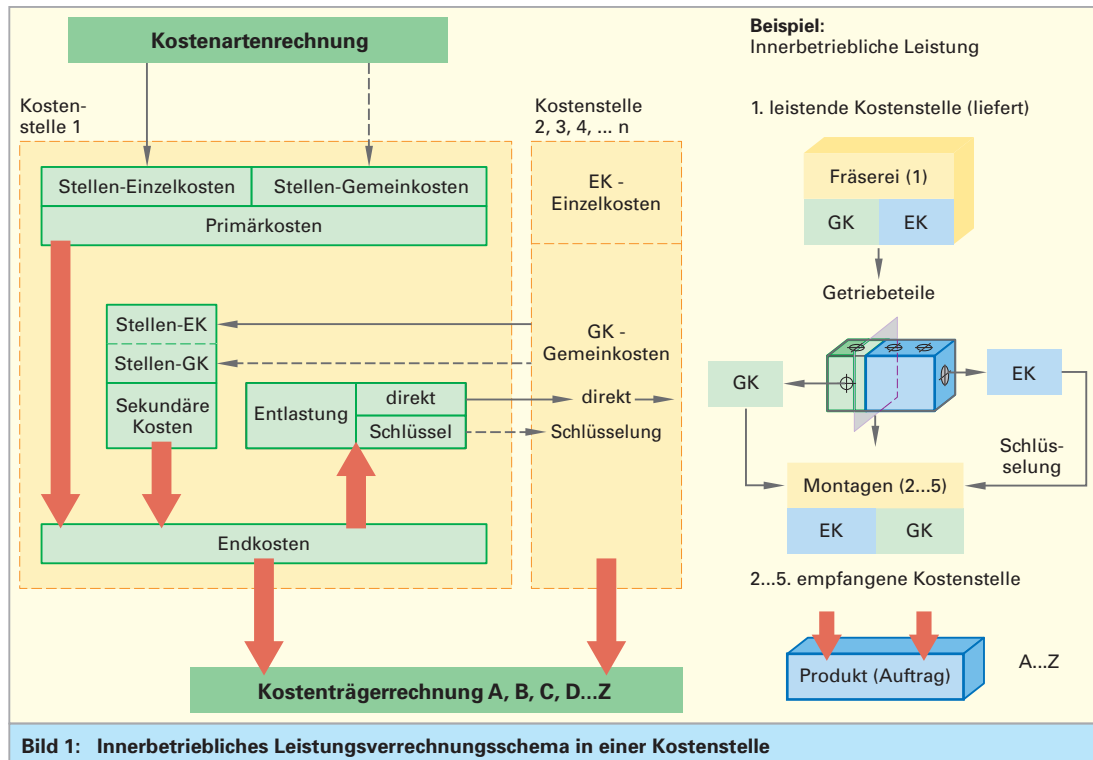 Kostenartenrechnung
Kosten-
stelle 1
Kostenstelle
2, 3, 4, ... n
Stellen-Einzelkosten
Stellen-Gemeinkosten
Primärkosten
EK -
Einzelkosten
Stellen-EK
Stellen-GK
Sekundäre
Kosten
Entlastung
direkt
Schlüssel
GK -
Gemeinkosten
direkt
Schlüsselung
Endkosten
Kostenträgerrechnung A, B, C, D...Z
Beispiel:
Innerbetriebliche Leistung
1. leistende Kostenstelle (liefert)
Fräserei (1)
GK
EK
Getriebeteile
GK
EK
Schlüs-
selung
Montagen (2...5)
EK
GK
2...5. empfangene Kostenstelle
Produkt (Auftrag)
A...Z
Bild 1: Innerbetriebliches Leistungsverrechnungsschema in einer Kostenstelle